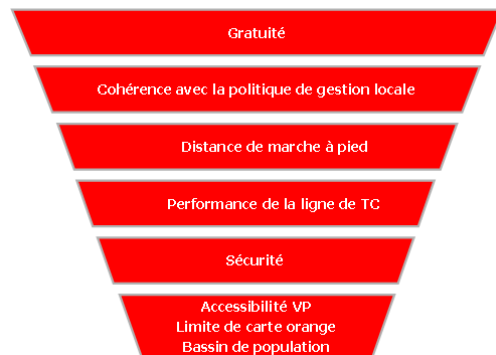 Gratuité
Cohérence avec la politique de gestion locale
Distance de marche à pied
Performance de la ligne de TC
Sécurité
Accessibilité VP
Limite de carte orange
Bassin de population